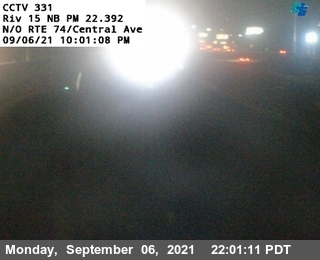 CCTV 331
Riv 15 NB PM 22.392
N/O RTE 74/Central Ave
09/06/21 10:01:08 PM
Monday, September 06, 2021 22:01:11 PDT